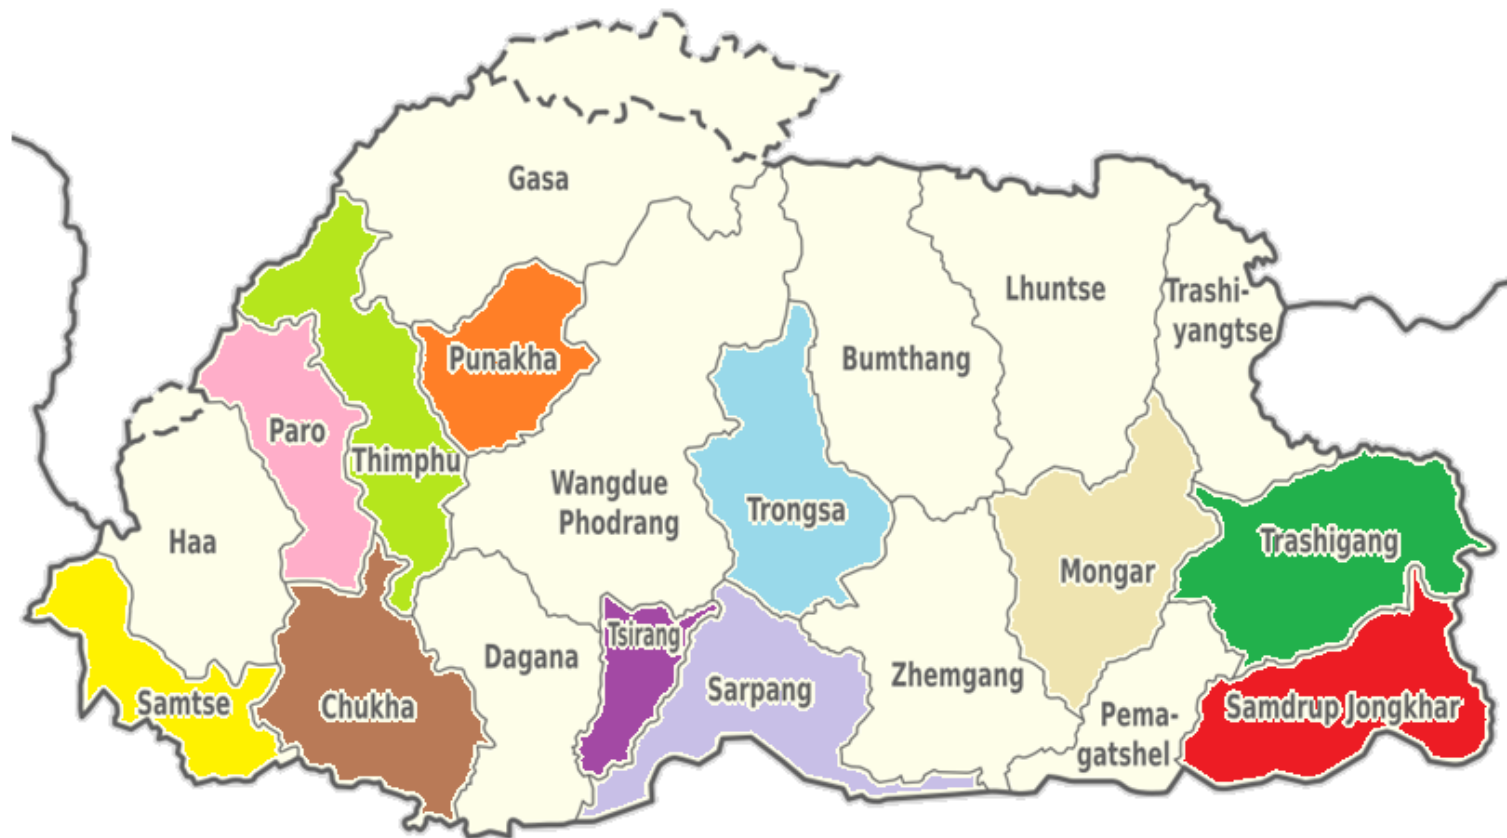 Gasa
Lhuntse
Trashi-
yangtse
Punakha
Bumthang
Paro
Thimphu
Wangdue
Phodrang
Trongsa
Haa
Trashigang
Mongar
Tsirang
Dagana
Zhemgang
Sarpang
Samtse
Chukha
Pema-
gatshel
Samdrup Jongkhar